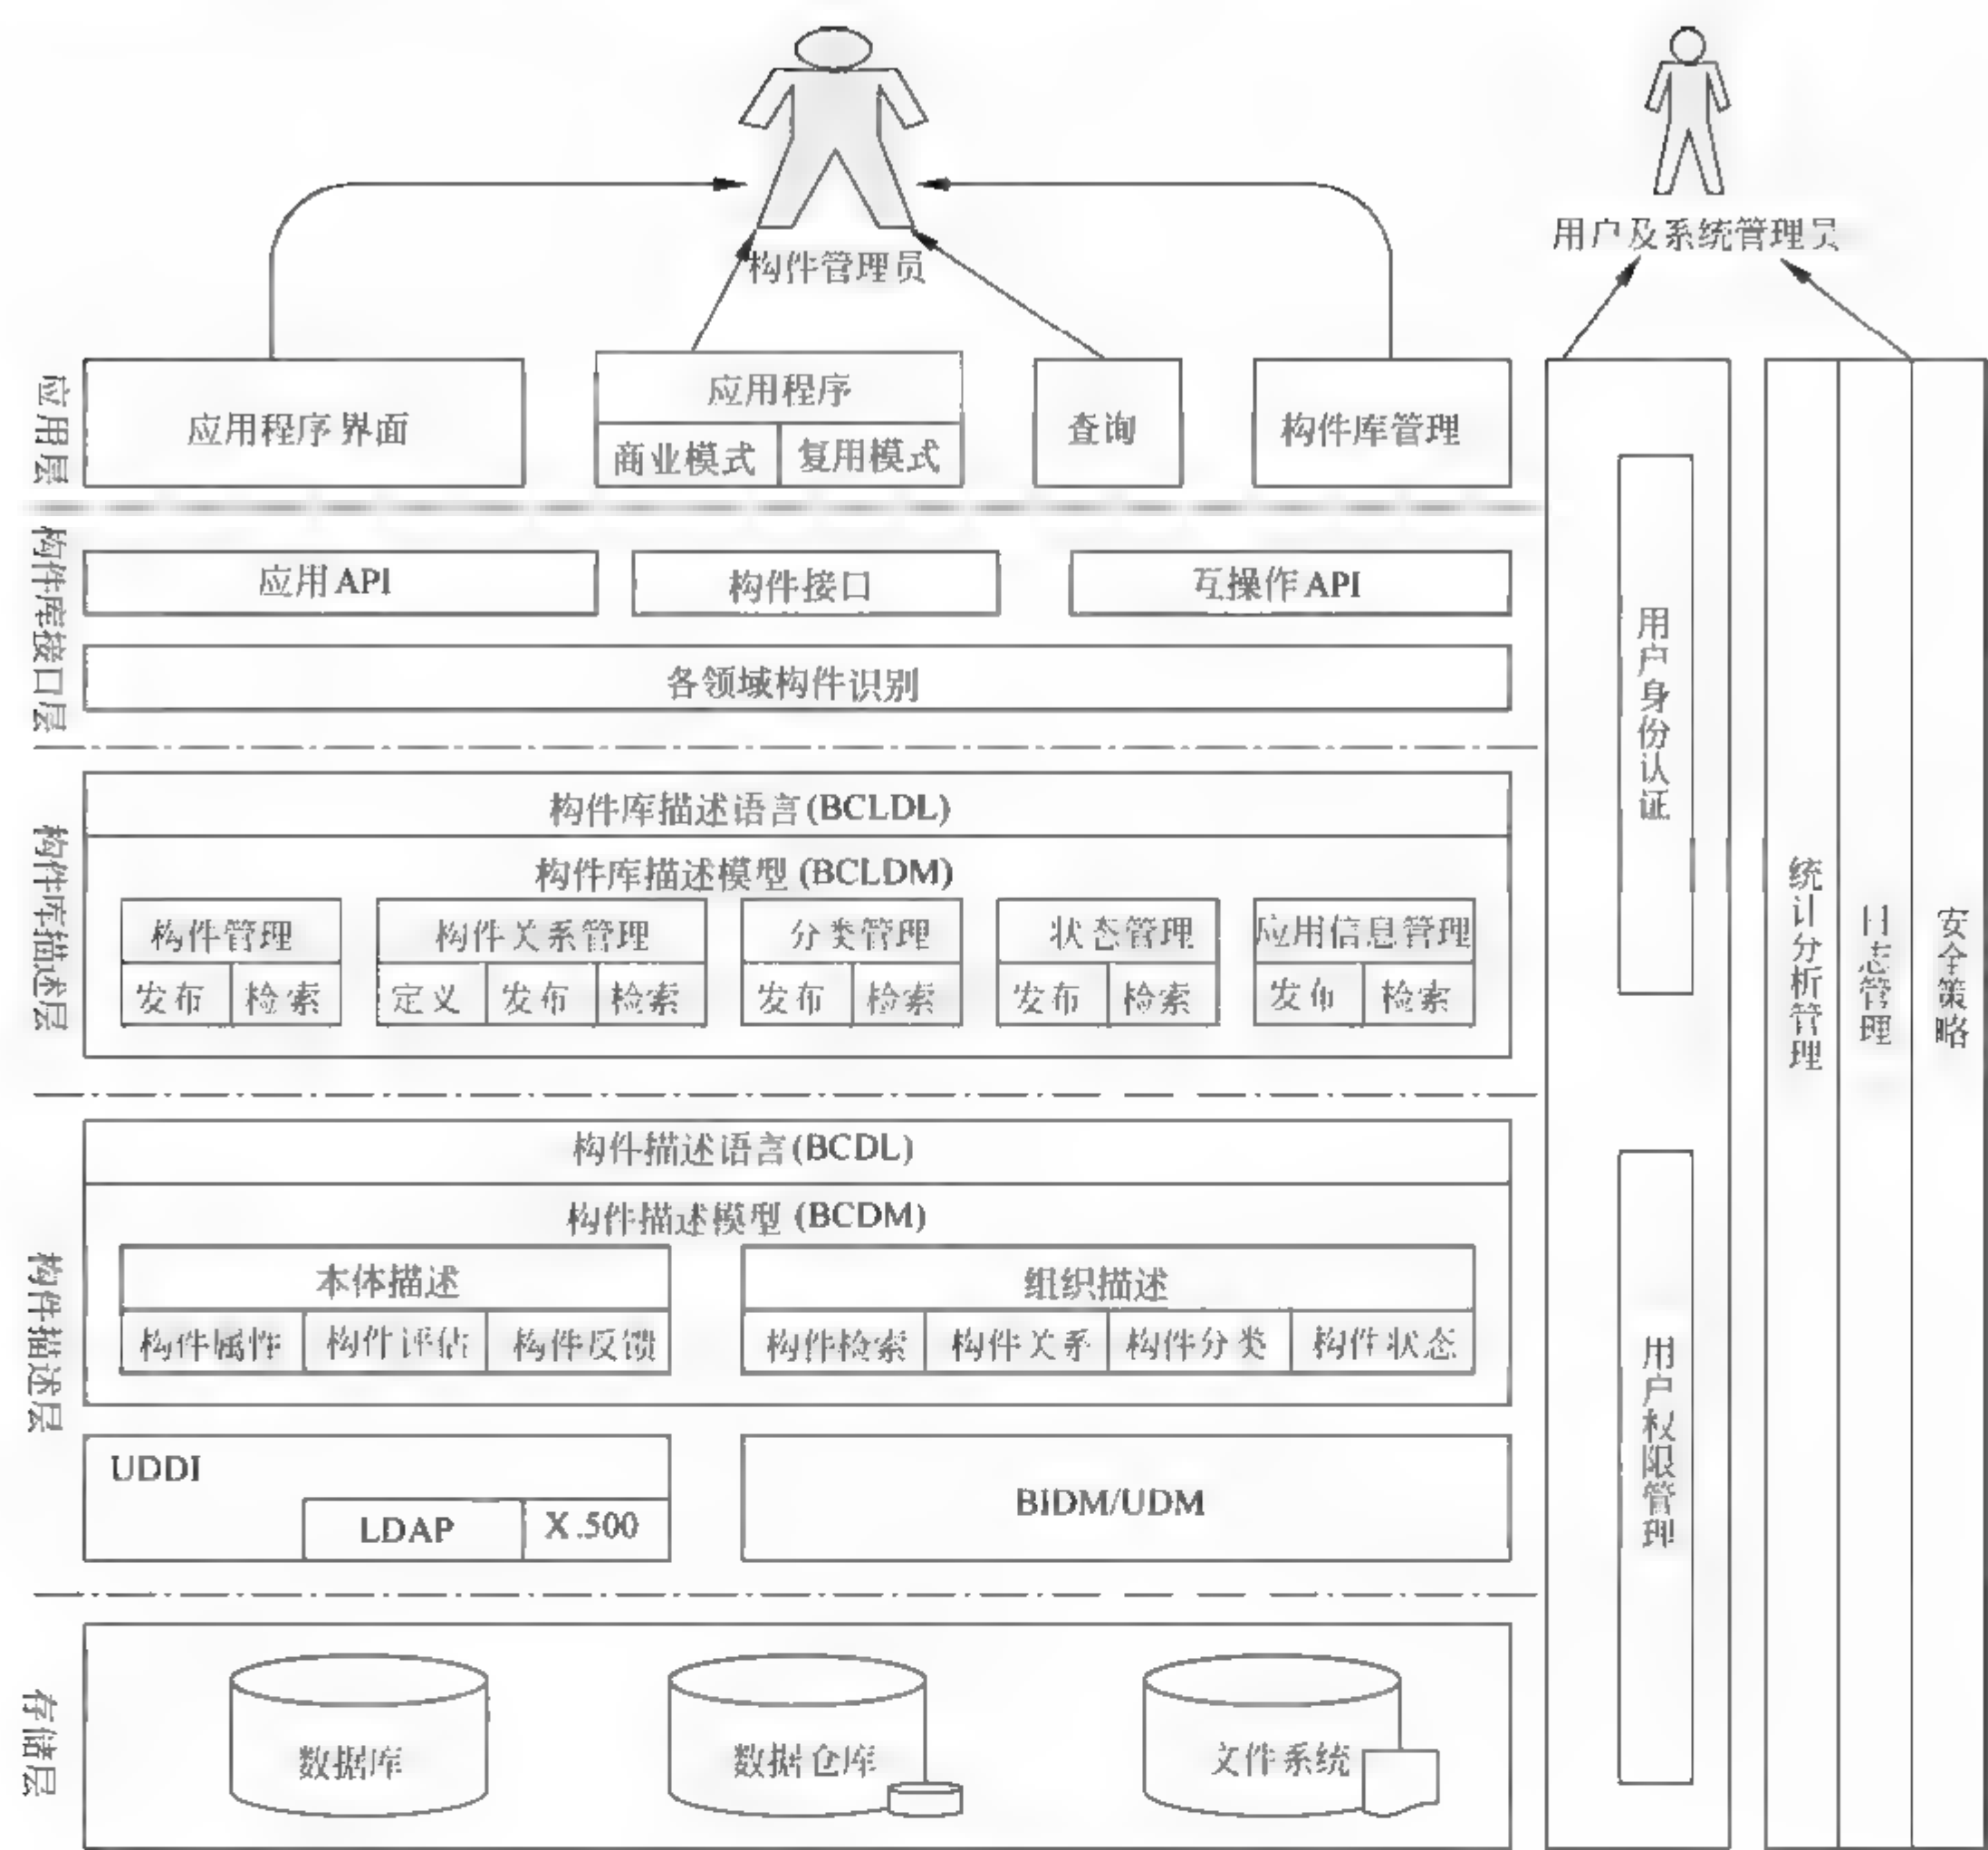 构件管理员
用户及系统管理员
应用层
应用程序界面
应用程序
商业模式
复用模式
查询
构件库管理
构件库接口层
应用API
构件接口
互操作API
各领域构件识别
构件库描述层
构件库描述语言(BCLDL)
构件库描述模型 (BCLDM)
构件管理
发布
检索
构件关系管理
定义
发布
检索
分类管理
发布
检索
状态管理
发布
检索
应用信息管理
发布
检索
构件描述层
构件描述语言(BCDL)
构件描述模型 (BCDM)
本体描述
构件属性
构件评估
构件反馈
组织描述
构件检索
构件关系
构件分类
构件状态
UDDI
LDAP
X.500
BIDM/UDM
存储层
数据库
数据仓库
文件系统
用户身份认证
用户权限管理
统计分析管理
日志管理
安全策略